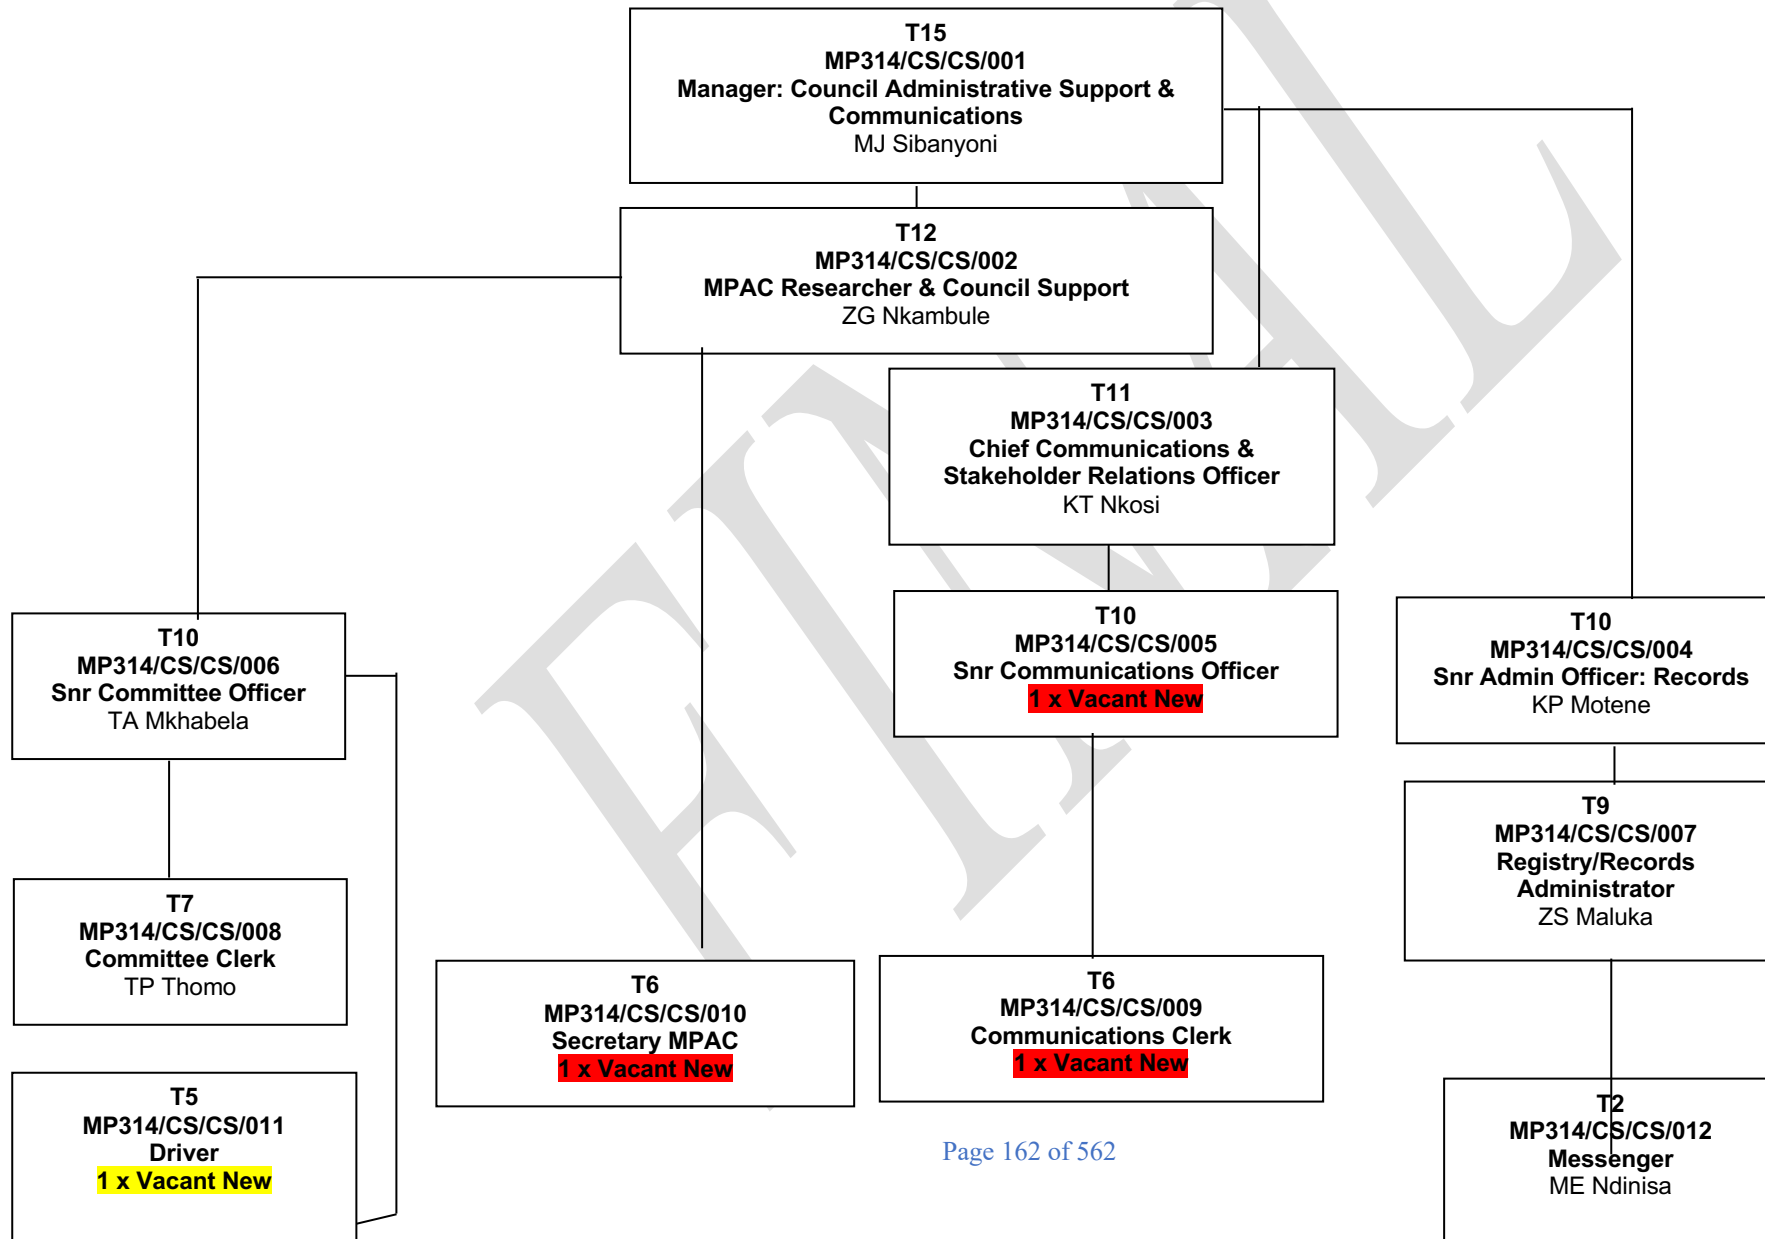 T15
MP314/CS/CS/001
Manager: Council Administrative Support &
Communications
MJ Sibanyoni
T12
MP314/CS/CS/002
MPAC Researcher & Council Support
ZG Nkambule
T11
MP314/CS/CS/003
Chief Communications &
Stakeholder Relations Officer
KT Nkosi
T10
MP314/CS/CS/006
Snr Committee Officer
TA Mkhabela
T10
MP314/CS/CS/005
Snr Communications Officer
1 x Vacant New
T10
MP314/CS/CS/004
Snr Admin Officer: Records
KP Motene
T9
MP314/CS/CS/007
Registry/Records
Administrator
ZS Maluka
T7
MP314/CS/CS/008
Committee Clerk
TP Thomo
T6
MP314/CS/CS/010
Secretary MPAC
1 x Vacant New
T6
MP314/CS/CS/009
Communications Clerk
1 x Vacant New
T5
MP314/CS/CS/011
Driver
1 x Vacant New
T2
MP314/CS/CS/012
Messenger
ME Ndinisa
Page 162 of 562
FINAL